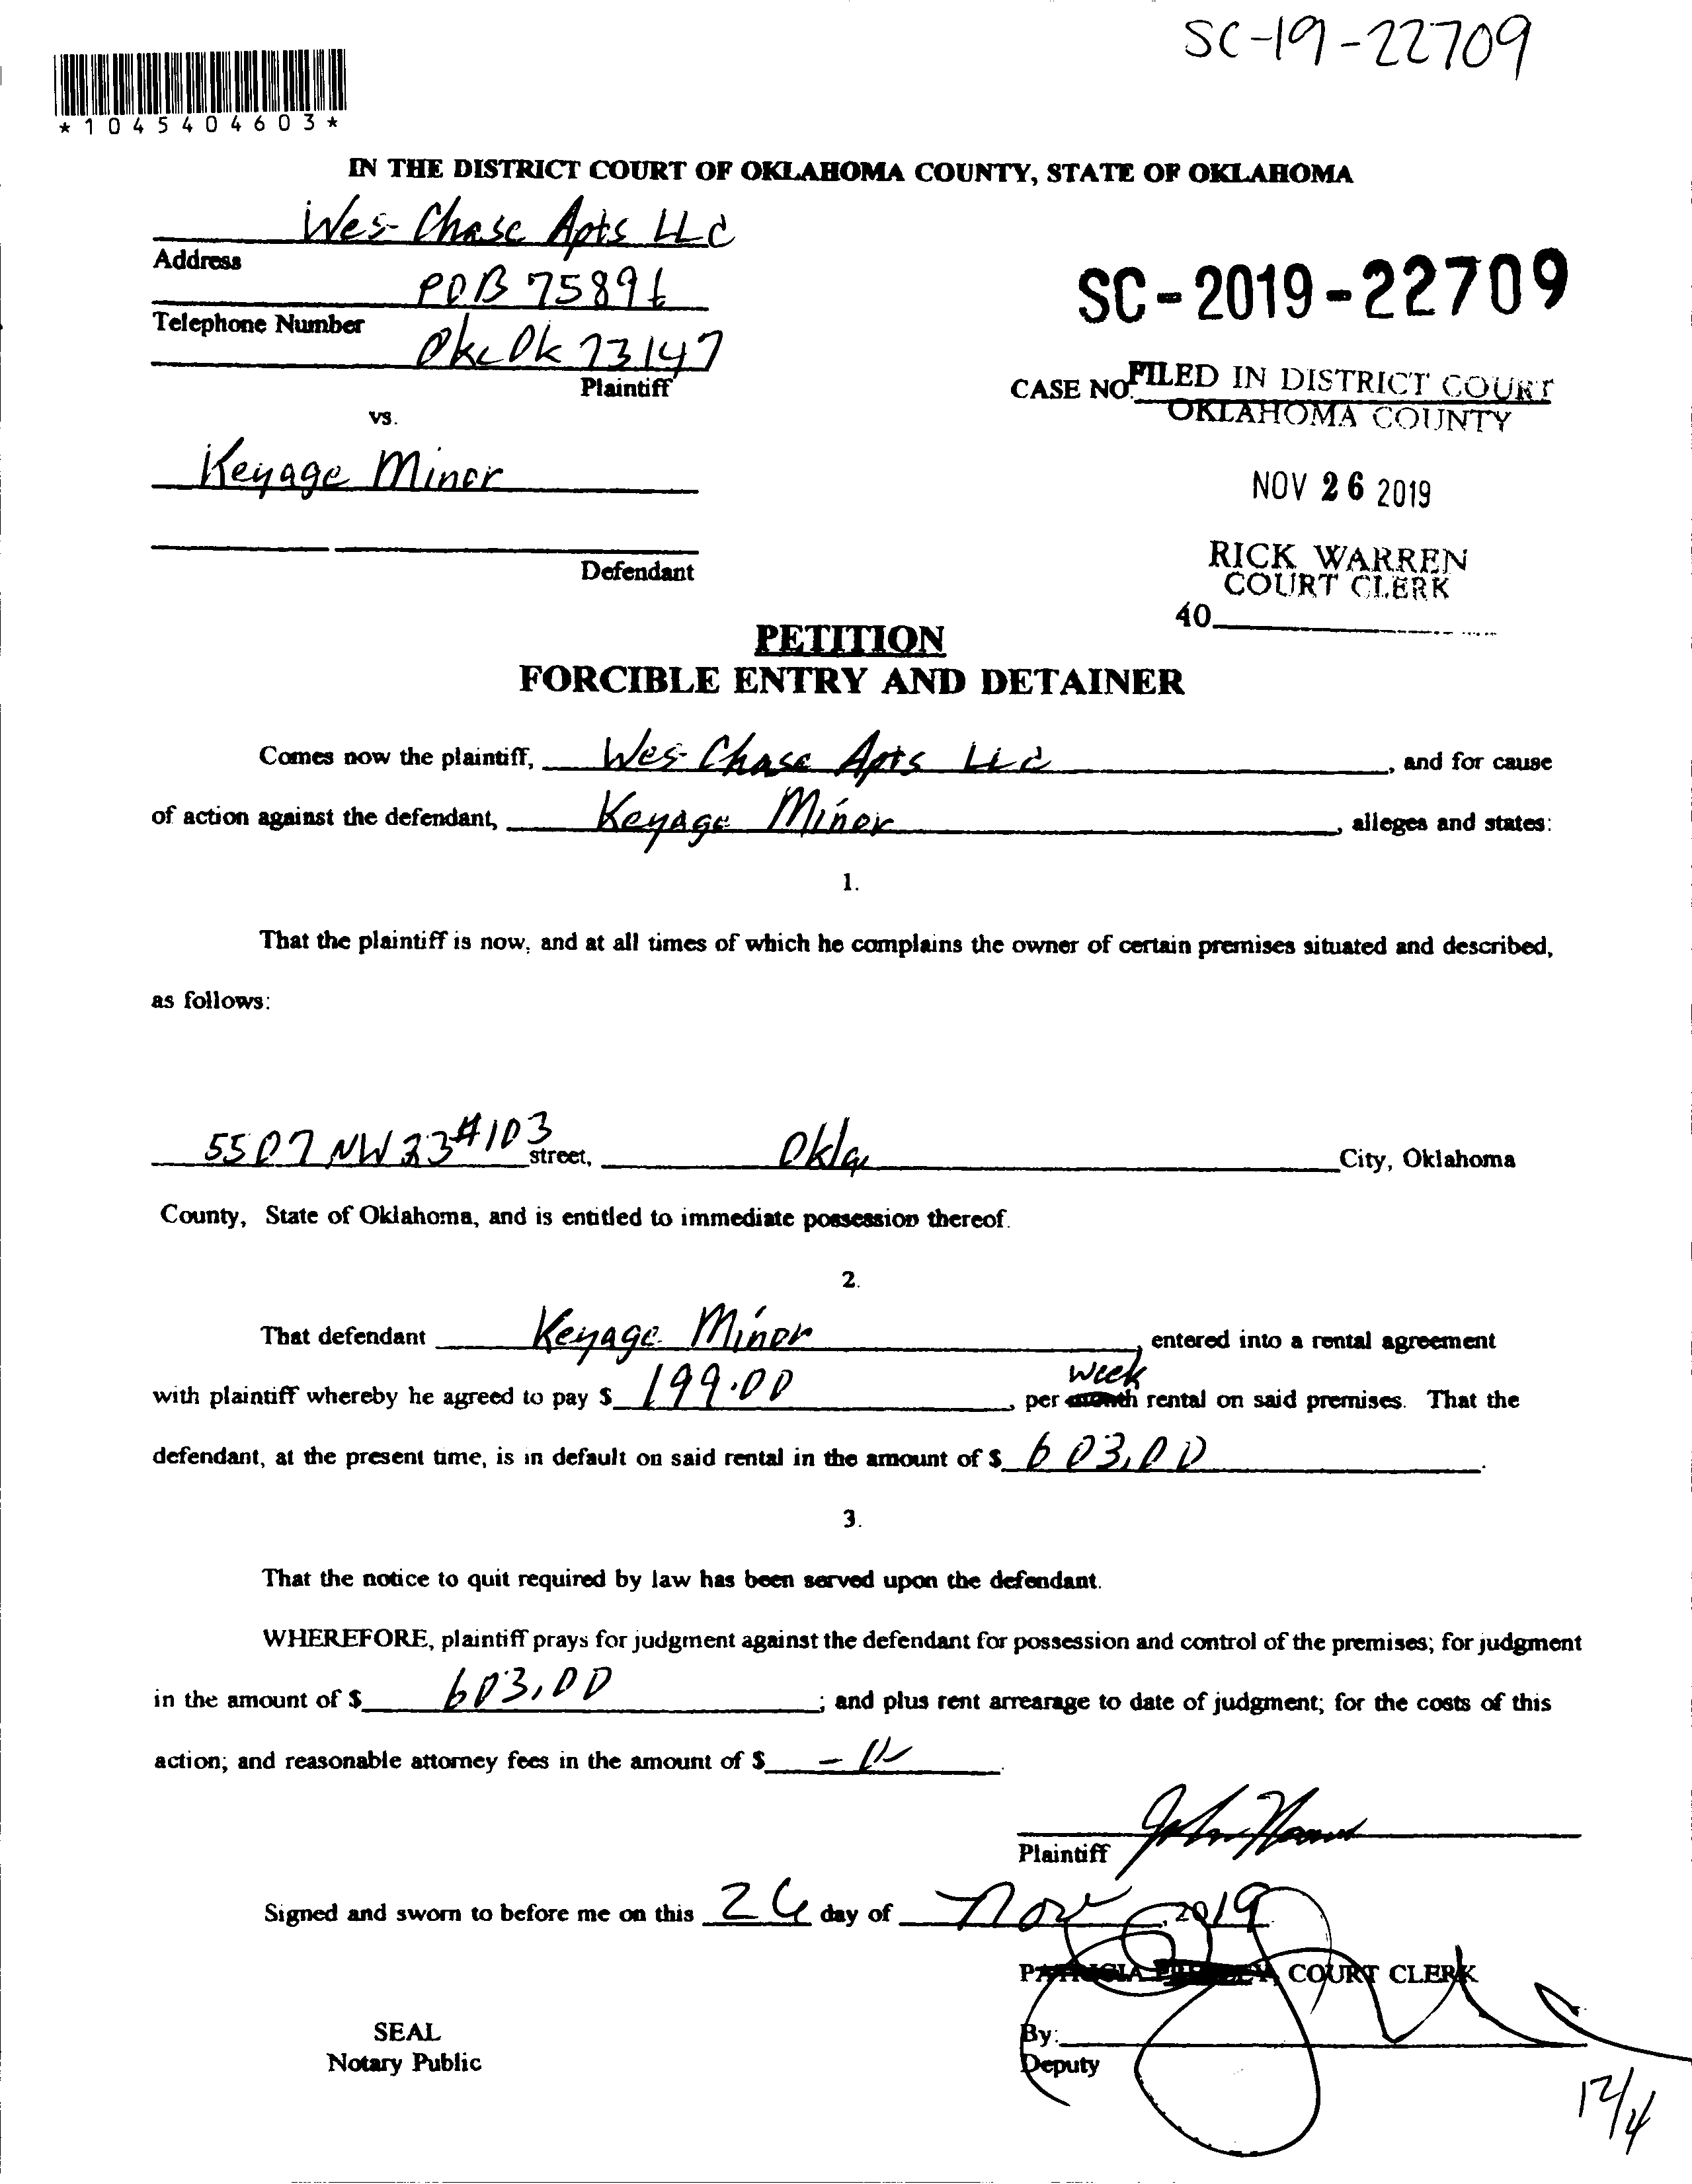 SC-19-22709
*1045404603*
IN THE DISTRICT COURT OF OKLAHOMA COUNTY, STATE OF OKLAHOMA
Wes-Chase Apts LLC
Address
POB 75896
SC-2019-22709
Telephone Number
Okc Ok 73147
Plaintiff
CASE NO. FILED IN DISTRICT COURT
OKLAHOMA COUNTY
vs.
Keyage Minor
NOV 26 2019
Defendant
RICK WARREN
COURT CLERK
40
PETITION
FORCIBLE ENTRY AND DETAINER
Comes now the plaintiff, Wes-Chase Apts LLC, and for cause
of action against the defendant, Keyage Minor, alleges and states:
1.
That the plaintiff is now, and at all times of which he complains the owner of certain premises situated and described,
as follows:
5507 NW 23 #103 street, Okla City, Oklahoma
County, State of Oklahoma, and is entitled to immediate possession thereof.
2.
That defendant Keyage Minor, entered into a rental agreement
with plaintiff whereby he agreed to pay $ 199.00, per month week rental on said premises. That the
defendant, at the present time, is in default on said rental in the amount of $ 603.00.
3.
That the notice to quit required by law has been served upon the defendant.
WHEREFORE, plaintiff prays for judgment against the defendant for possession and control of the premises; for judgment
in the amount of $ 603.00; and plus rent arrearage to date of judgment; for the costs of this
action; and reasonable attorney fees in the amount of $
Plaintiff
Signed and sworn to before me on this 26 day of Nov, 2019
PATRICIA PRESLEY, COURT CLERK
SEAL
Notary Public
By:
Deputy
12/4